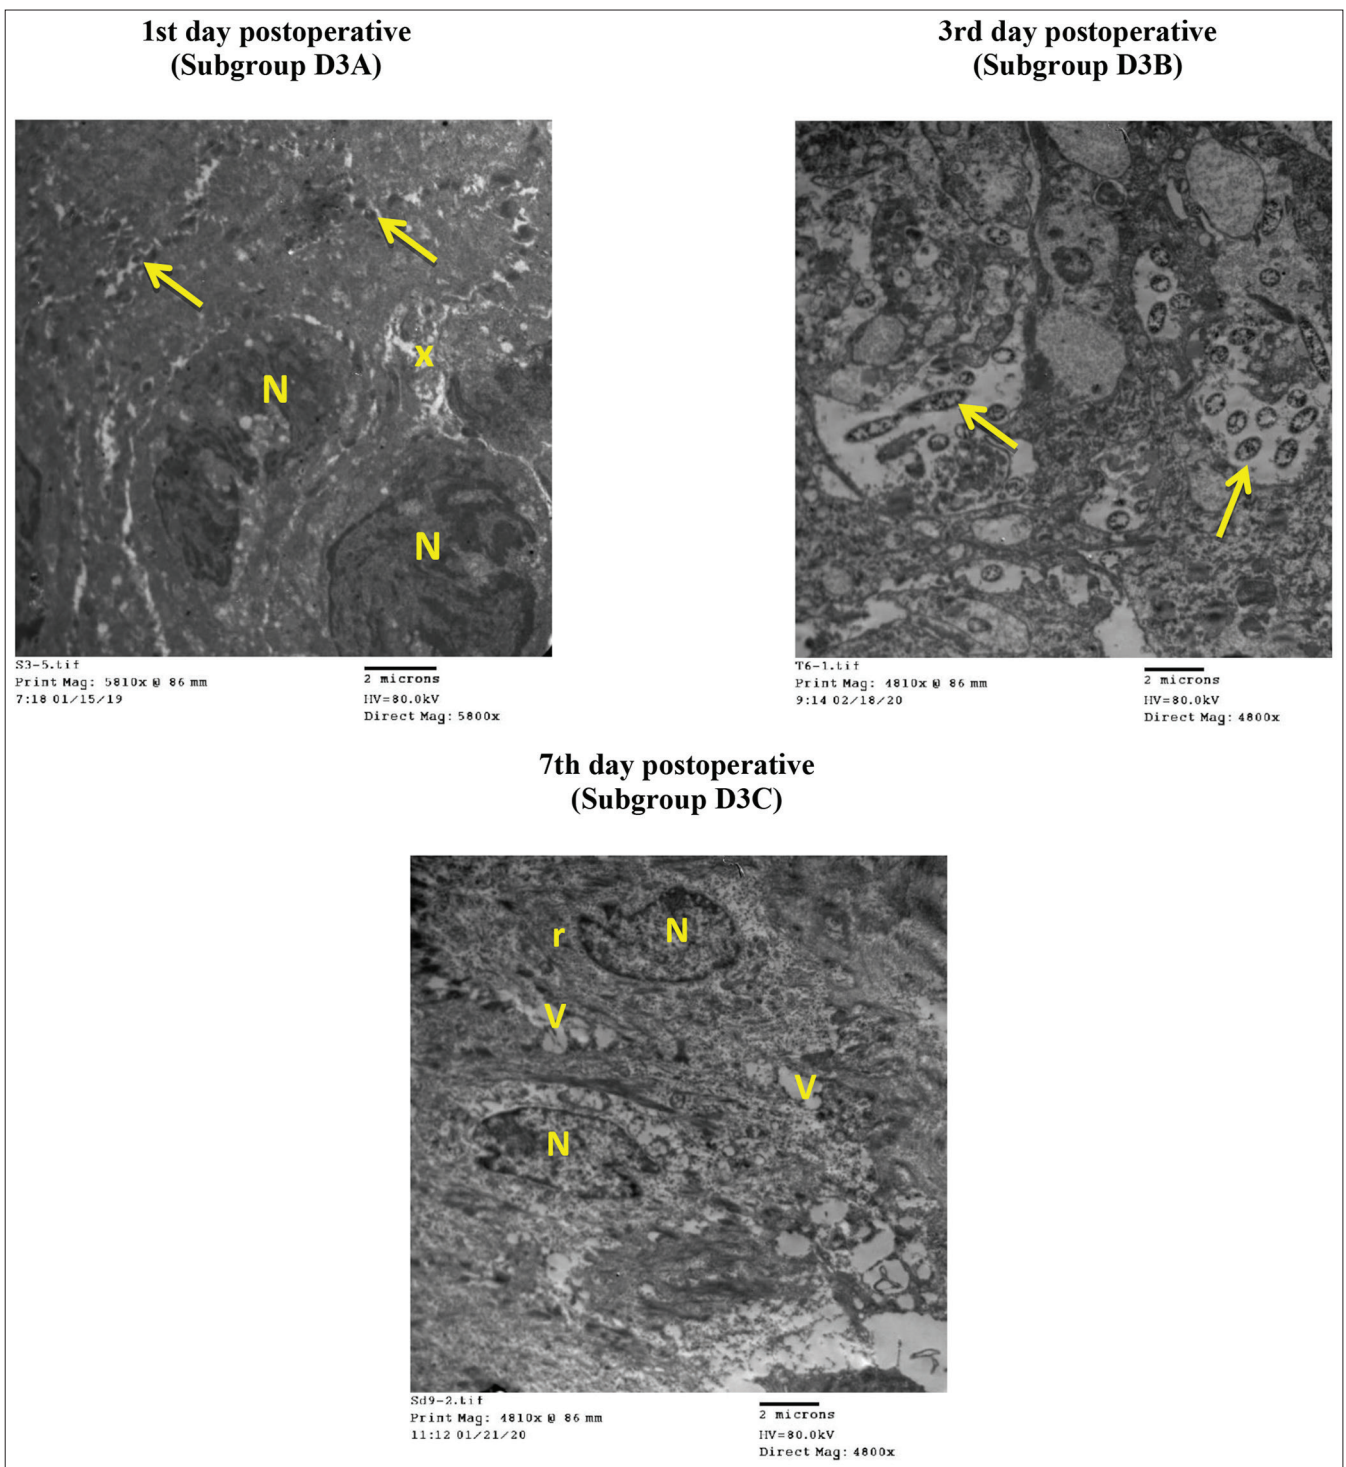 1st day postoperative
(Subgroup D3A)
3rd day postoperative
(Subgroup D3B)
N
x
N
S3-5.tif
Print Mag: 5810x @ 86 mm
7:18 01/15/19
2 microns
HV=80.0kV
Direct Mag: 5800x
T6-1.tif
Print Mag: 4810x @ 86 mm
9:14 02/18/20
2 microns
HV=80.0kV
Direct Mag: 4800x
7th day postoperative
(Subgroup D3C)
r
N
V
V
N
Sd9-2.tif
Print Mag: 4810x @ 86 mm
11:12 01/21/20
2 microns
HV=80.0kV
Direct Mag: 4800x